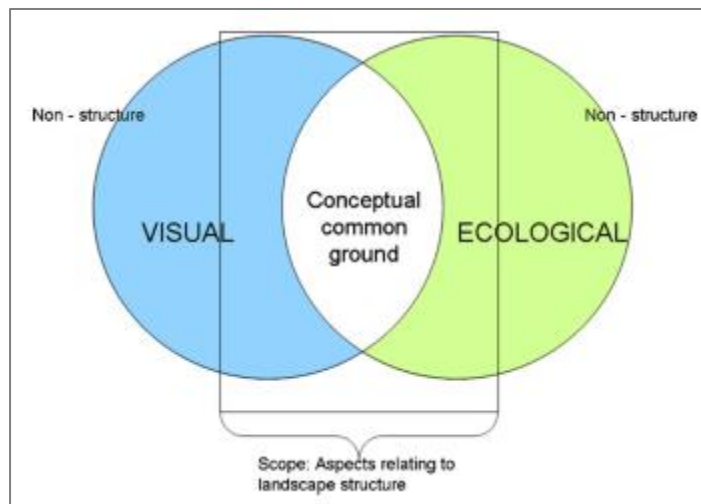 Non - structure
Non - structure
VISUAL
Conceptual
common
ground
ECOLOGICAL
Scope: Aspects relating to
landscape structure